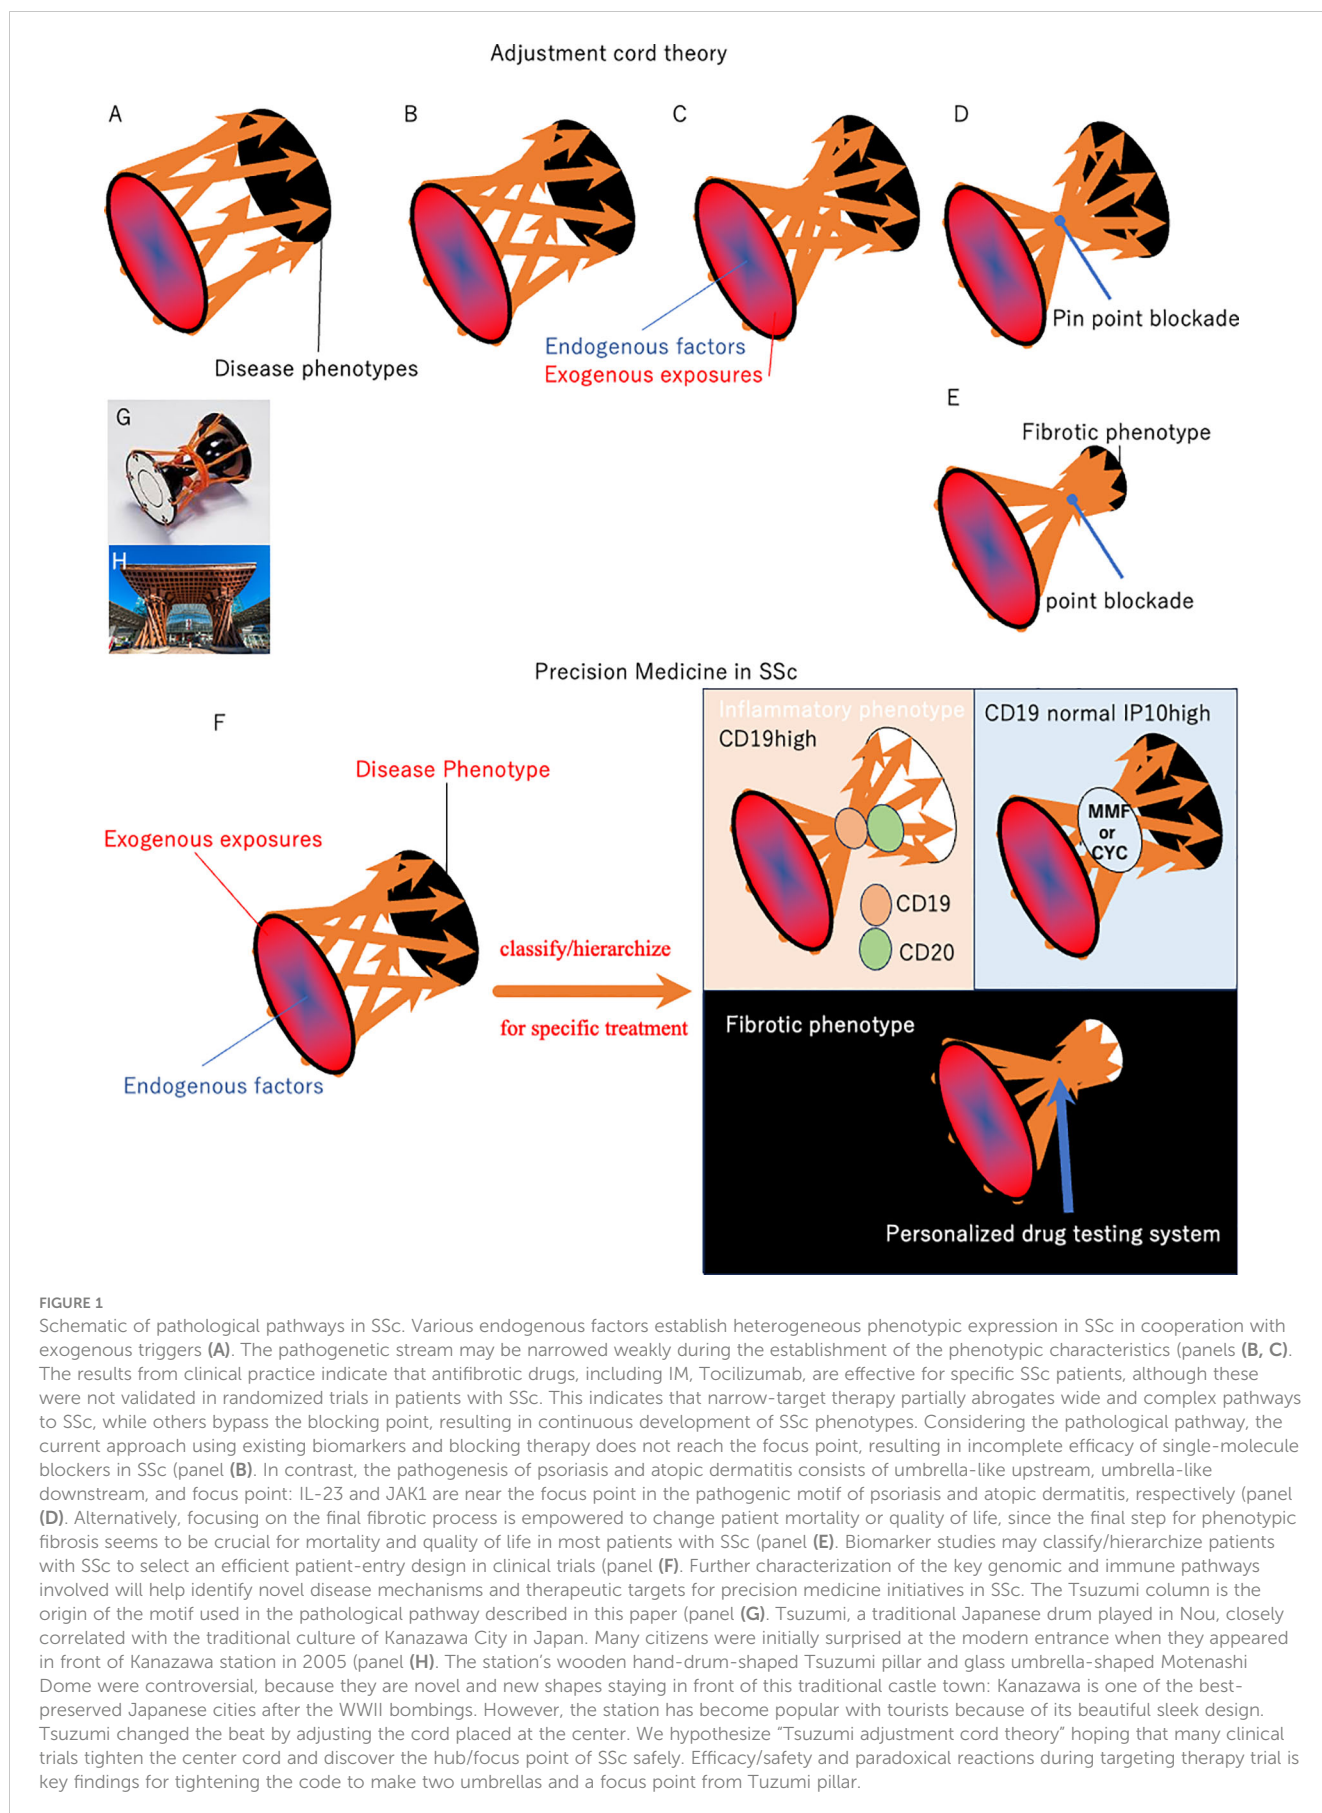 Adjustment cord theory
A
B
C
D
Disease phenotypes
Endogenous factors
Exogenous exposures
Pin point blockade
E
Fibrotic phenotype
point blockade
G
H
Precision Medicine in SSc
F
Disease Phenotype
Exogenous exposures
Endogenous factors
classify/hierarchize
for specific treatment
Inflammatory phenotype
CD19high
CD19
CD20
CD19 normal IP10high
MMF
or
CYC
Fibrotic phenotype
Personalized drug testing system
FIGURE 1
Schematic of pathological pathways in SSc. Various endogenous factors establish heterogeneous phenotypic expression in SSc in cooperation with
exogenous triggers (A). The pathogenetic stream may be narrowed weakly during the establishment of the phenotypic characteristics (panels (B, C).
The results from clinical practice indicate that antifibrotic drugs, including IM, Tocilizumab, are effective for specific SSc patients, although these
were not validated in randomized trials in patients with SSc. This indicates that narrow-target therapy partially abrogates wide and complex pathways
to SSc, while others bypass the blocking point, resulting in continuous development of SSc phenotypes. Considering the pathological pathway, the
current approach using existing biomarkers and blocking therapy does not reach the focus point, resulting in incomplete efficacy of single-molecule
blockers in SSc (panel (B). In contrast, the pathogenesis of psoriasis and atopic dermatitis consists of umbrella-like upstream, umbrella-like
downstream, and focus point: IL-23 and JAK1 are near the focus point in the pathogenic motif of psoriasis and atopic dermatitis, respectively (panel
(D). Alternatively, focusing on the final fibrotic process is empowered to change patient mortality or quality of life, since the final step for phenotypic
fibrosis seems to be crucial for mortality and quality of life in most patients with SSc (panel (E). Biomarker studies may classify/hierarchize patients
with SSc to select an efficient patient-entry design in clinical trials (panel (F). Further characterization of the key genomic and immune pathways
involved will help identify novel disease mechanisms and therapeutic targets for precision medicine initiatives in SSc. The Tsuzumi column is the
origin of the motif used in the pathological pathway described in this paper (panel (G). Tsuzumi, a traditional Japanese drum played in Nou, closely
correlated with the traditional culture of Kanazawa City in Japan. Many citizens were initially surprised at the modern entrance when they appeared
in front of Kanazawa station in 2005 (panel (H). The station's wooden hand-drum-shaped Tsuzumi pillar and glass umbrella-shaped Motenashi
Dome were controversial, because they are novel and new shapes staying in front of this traditional castle town: Kanazawa is one of the best-
preserved Japanese cities after the WWII bombings. However, the station has become popular with tourists because of its beautiful sleek design.
Tsuzumi changed the beat by adjusting the cord placed at the center. We hypothesize "Tsuzumi adjustment cord theory" hoping that many clinical
trials tighten the center cord and discover the hub/focus point of SSc safely. Efficacy/safety and paradoxical reactions during targeting therapy trial is
key findings for tightening the code to make two umbrellas and a focus point from Tuzumi pillar.